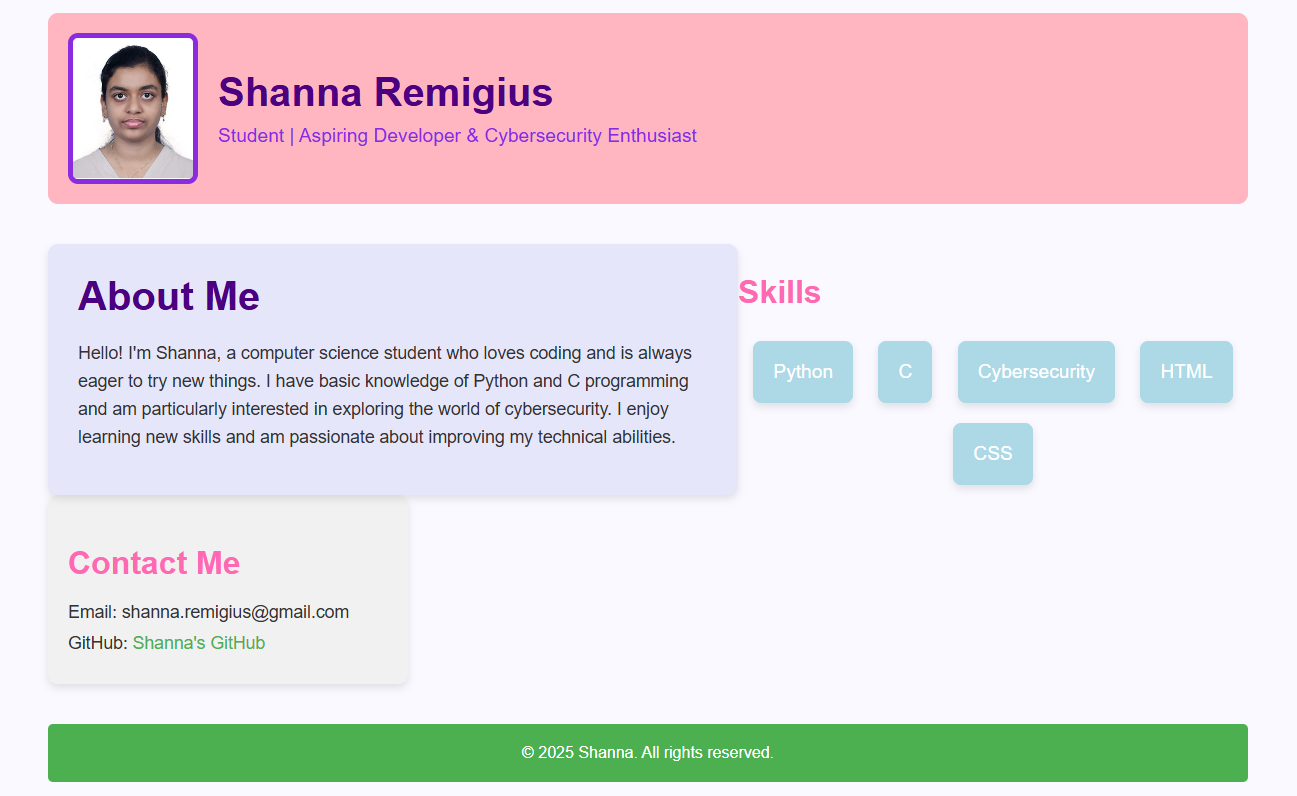 Shanna Remigius
Student | Aspiring Developer & Cybersecurity Enthusiast
About Me
Hello! I'm Shanna, a computer science student who loves coding and is always
eager to try new things. I have basic knowledge of Python and C programming
and am particularly interested in exploring the world of cybersecurity. I enjoy
learning new skills and am passionate about improving my technical abilities.
Skills
Python
C
Cybersecurity
HTML
CSS
Contact Me
Email: shanna.remigius@gmail.com
GitHub: Shanna's GitHub
© 2025 Shanna. All rights reserved.